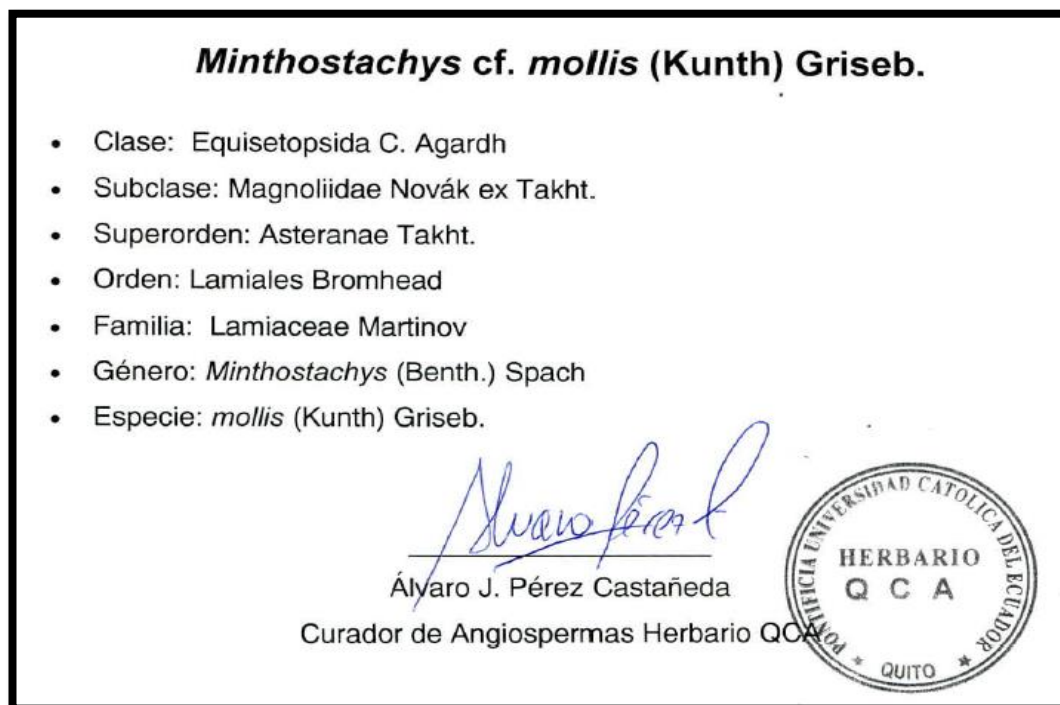 Minthostachys cf. mollis (Kunth) Griseb.
• Clase: Equisetopsida C. Agardh
• Subclase: Magnoliidae Novák ex Takht.
• Superorden: Asteranae Takht.
• Orden: Lamiales Bromhead
• Familia: Lamiaceae Martinov
• Género: Minthostachys (Benth.) Spach
• Especie: mollis (Kunth) Griseb.
Alvaro Pérez
Álvaro J. Pérez Castañeda
Curador de Angiospermas Herbario QCA
PONTIFICIA UNIVERSIDAD CATOLICA DEL ECUADOR
HERBARIO
Q C A
QUITO